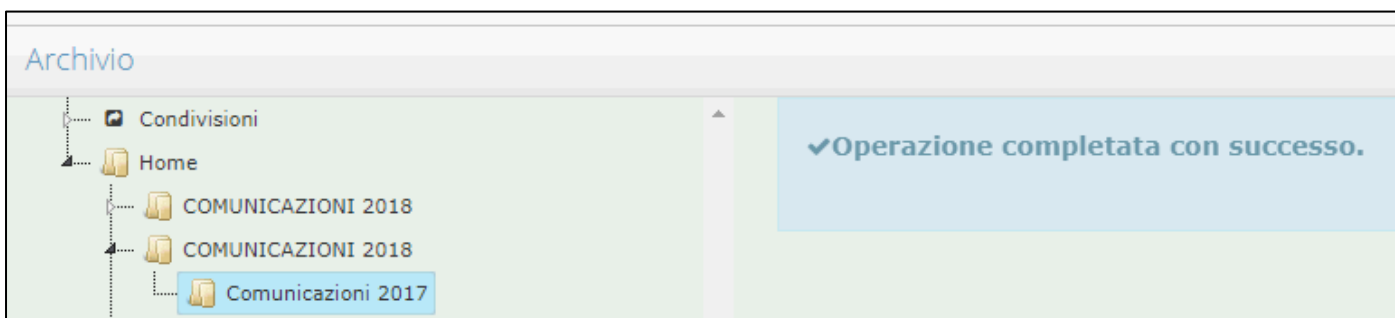 Archivio
Condivisioni
Home
COMUNICAZIONI 2018
COMUNICAZIONI 2018
Comunicazioni 2017
✔Operazione completata con successo.